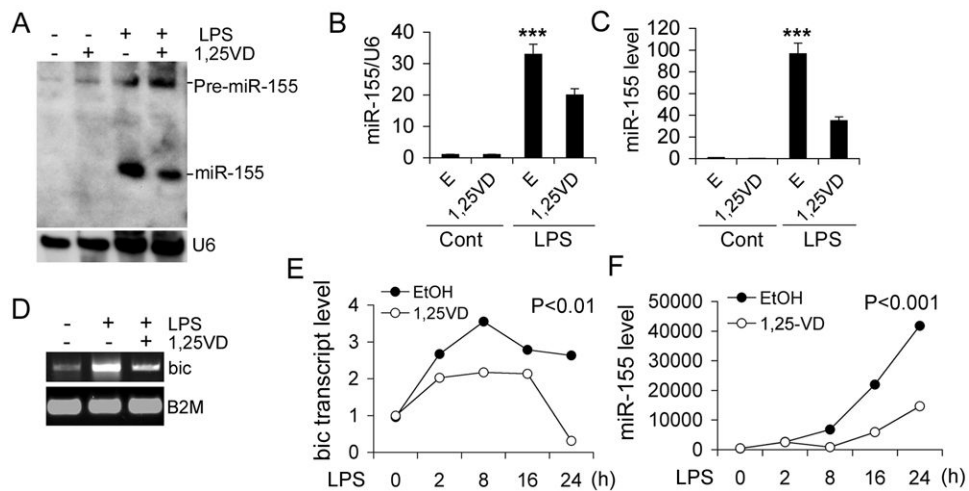 A
- - + + LPS
- + - + 1,25VD
Pre-miR-155
miR-155
U6
B
miR-155/U6
40
30
20
10
0
***
E
1,25VD
E
1,25VD
Cont
LPS
C
miR-155 level
120
100
80
60
40
20
0
***
E
1,25VD
E
1,25VD
Cont
LPS
D
- + + LPS
- - + 1,25VD
bic
B2M
E
EtOH
1,25VD
P<0.01
bic transcript level
4
3
2
1
0
LPS 0 2 8 16 24 (h)
F
EtOH
1,25-VD
P<0.001
miR-155 level
50000
40000
30000
20000
10000
0
LPS 0 2 8 16 24 (h)